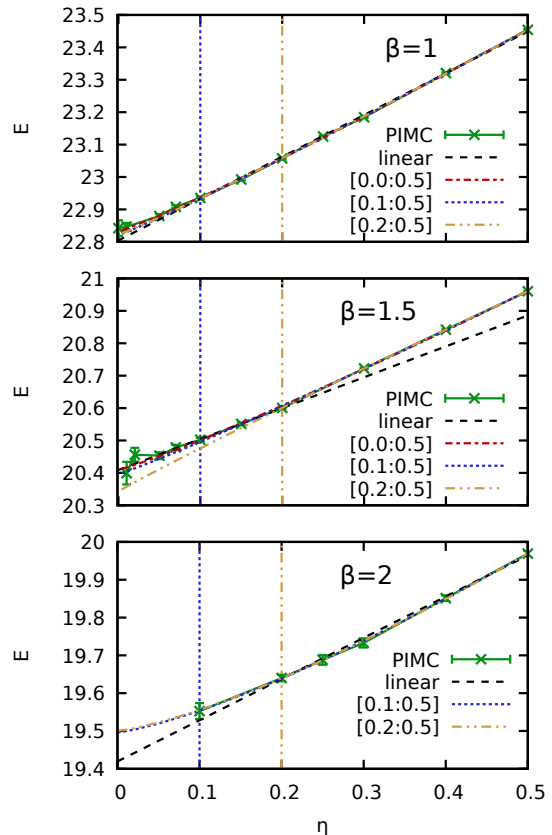 23.5
23.4
23.3
23.2
23.1
23
22.9
22.8
E
β=1
PIMC
linear
[0.0:0.5]
[0.1:0.5]
[0.2:0.5]
21
20.9
20.8
20.7
20.6
20.5
20.4
20.3
E
β=1.5
PIMC
linear
[0.0:0.5]
[0.1:0.5]
[0.2:0.5]
20
19.9
19.8
19.7
19.6
19.5
19.4
E
β=2
PIMC
linear
[0.1:0.5]
[0.2:0.5]
0 0.1 0.2 0.3 0.4 0.5
η